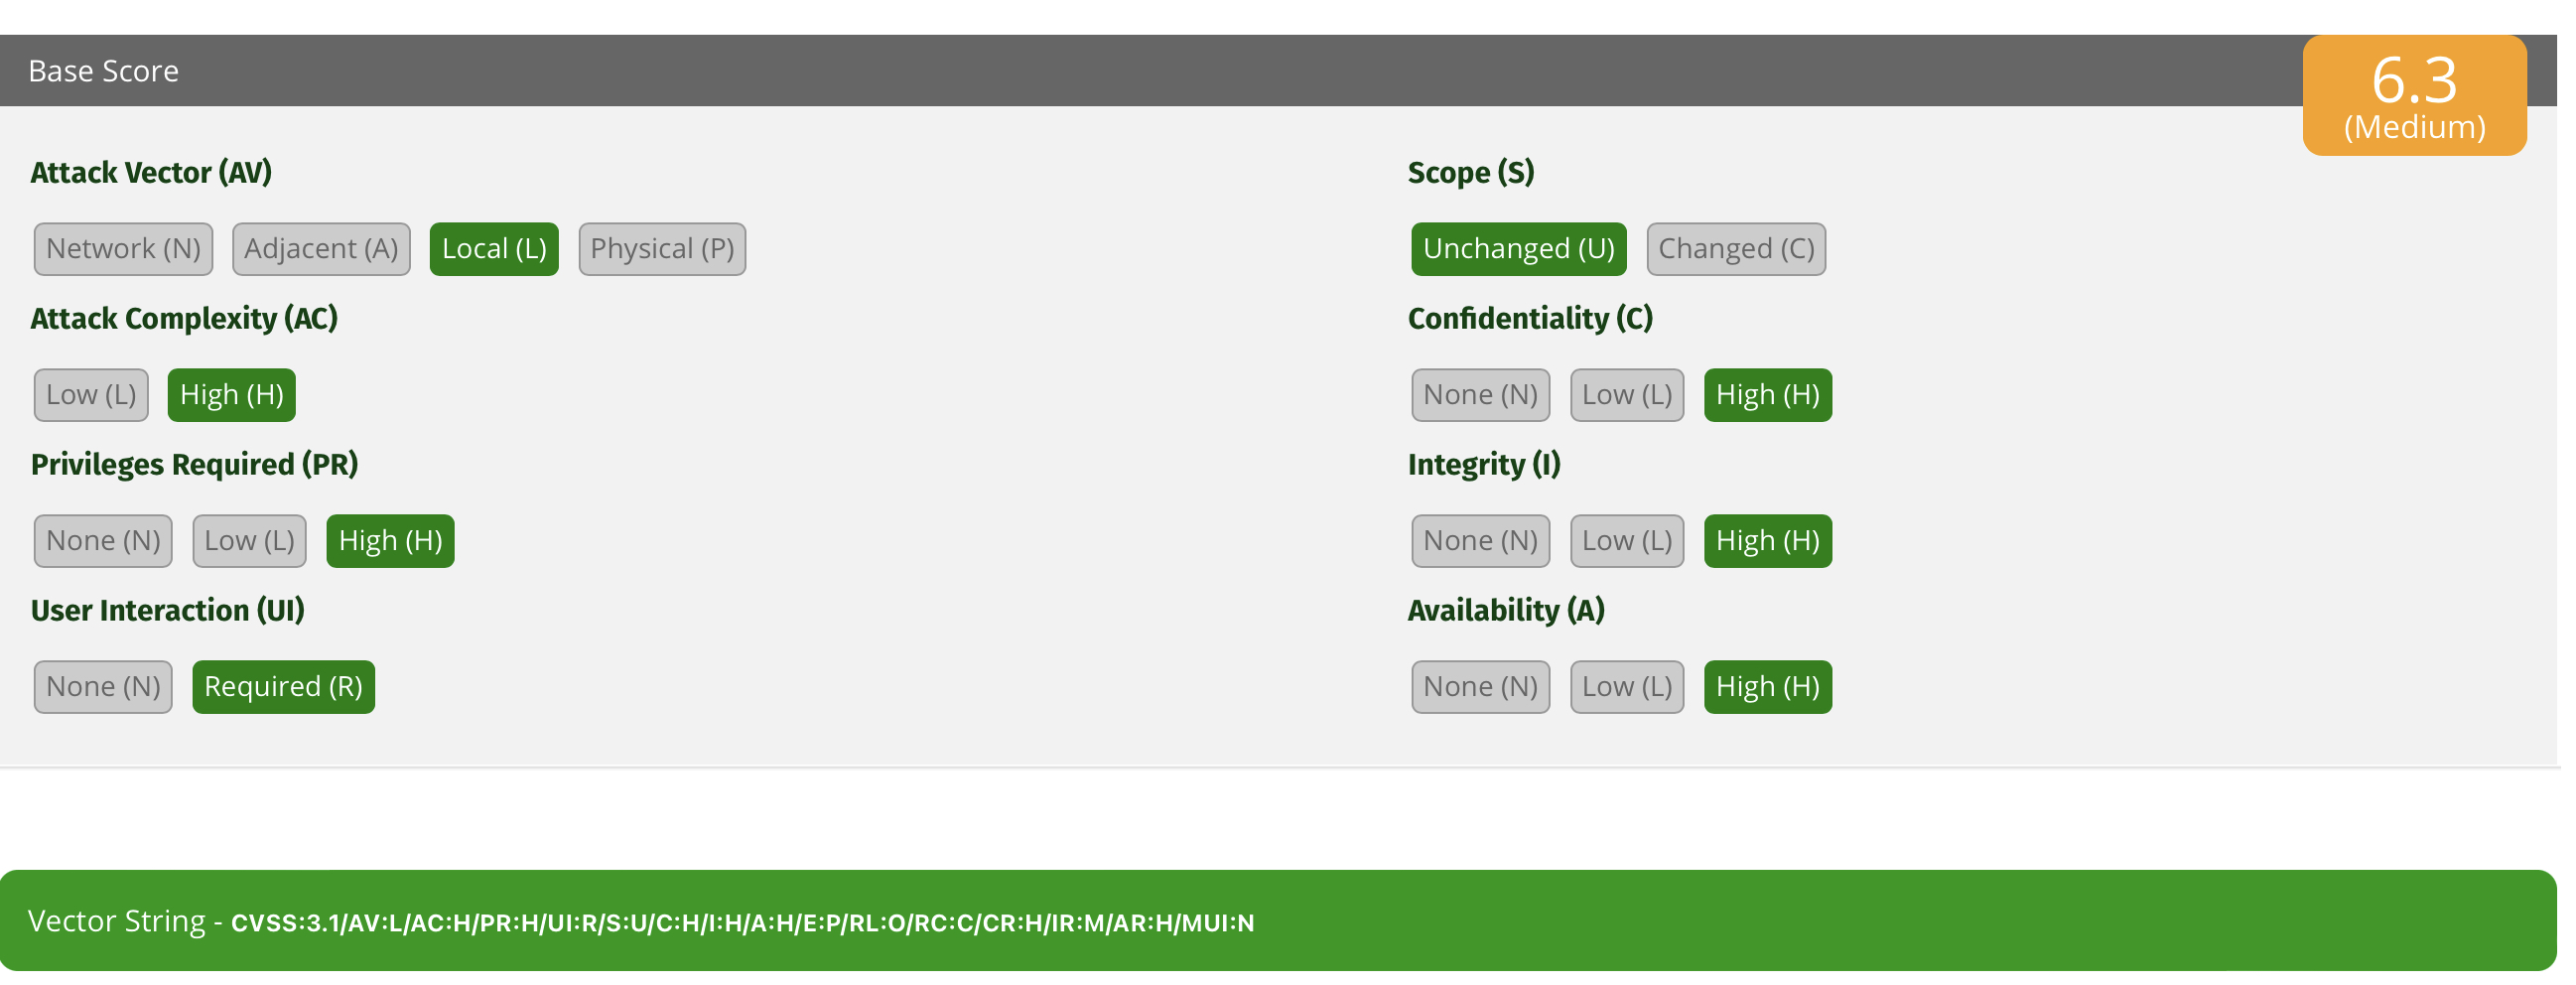 Base Score
6.3
(Medium)
Attack Vector (AV)
Network (N) Adjacent (A) Local (L) Physical (P)
Attack Complexity (AC)
Low (L) High (H)
Privileges Required (PR)
None (N) Low (L) High (H)
User Interaction (UI)
None (N) Required (R)
Scope (S)
Unchanged (U) Changed (C)
Confidentiality (C)
None (N) Low (L) High (H)
Integrity (I)
None (N) Low (L) High (H)
Availability (A)
None (N) Low (L) High (H)
Vector String - CVSS:3.1/AV:L/AC:H/PR:H/UI:R/S:U/C:H/I:H/A:H/E:P/RL:O/RC:C/CR:H/IR:M/AR:H/MUI:N